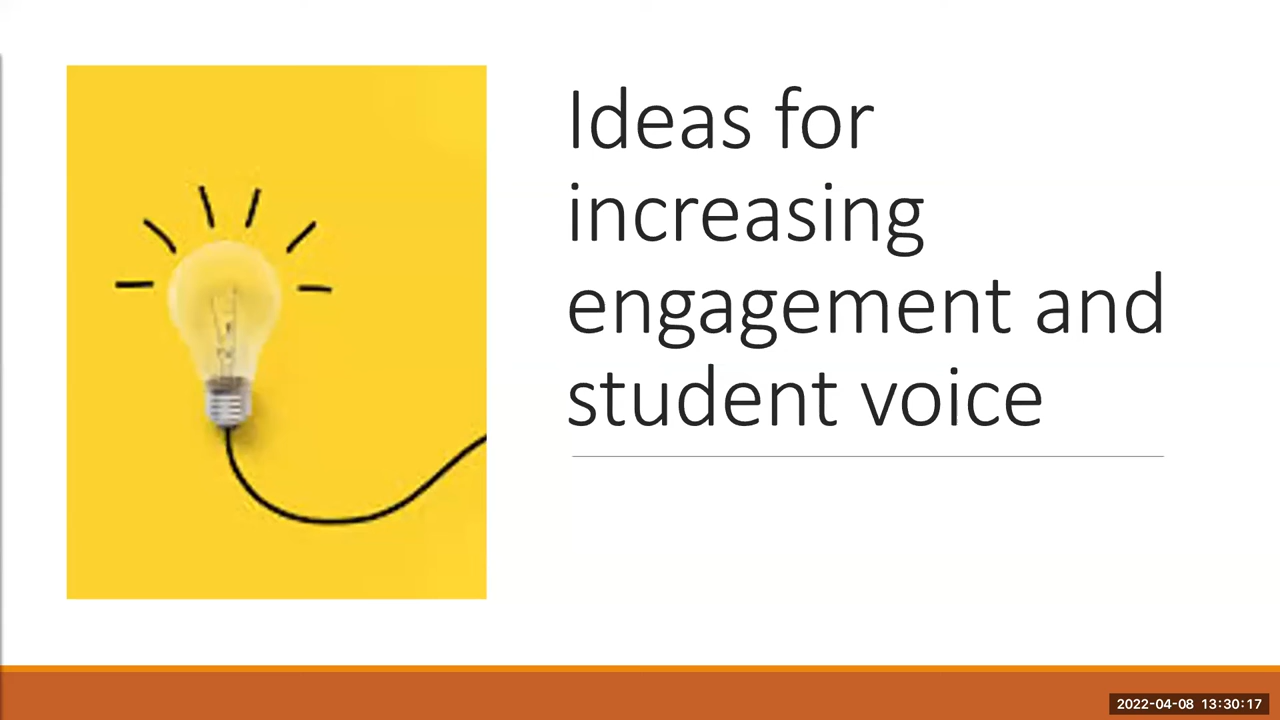 Ideas for
increasing
engagement and
student voice
2022-04-08 13:30:17